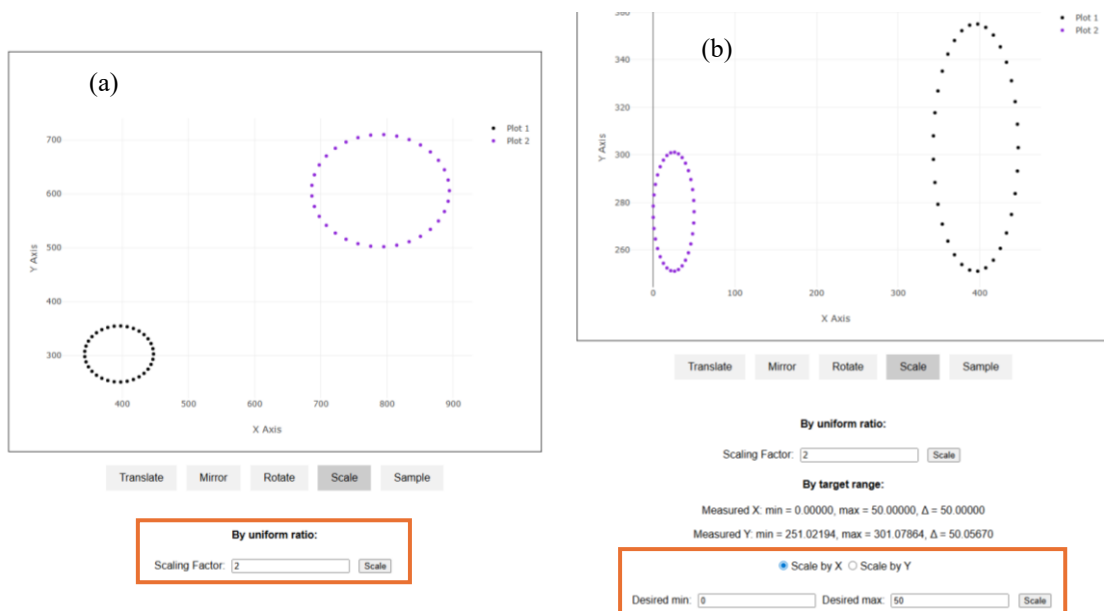 (a)
Plot 1
Plot 2
700
600
500
400
300
Y Axis
400 500 600 700 800 900
X Axis
Translate Mirror Rotate Scale Sample
By uniform ratio:
Scaling Factor: 2 Scale
(b)
Plot 1
Plot 2
360
340
320
300
280
260
Y Axis
0 100 200 300 400
X Axis
Translate Mirror Rotate Scale Sample
By uniform ratio:
Scaling Factor: 2 Scale
By target range:
Measured X: min = 0.00000, max = 50.00000, Δ = 50.00000
Measured Y: min = 251.02194, max = 301.07864, Δ = 50.05670
Scale by X Scale by Y
Desired min: 0 Desired max: 50 Scale